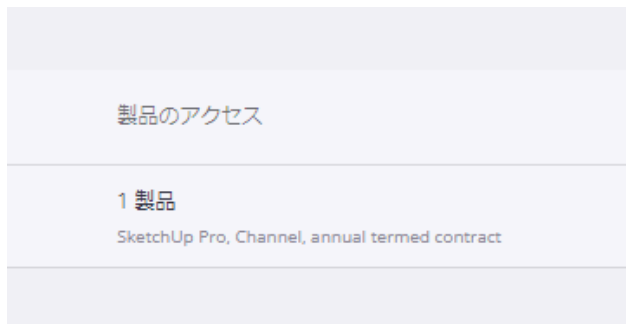 製品のアクセス
1 製品
SketchUp Pro, Channel, annual termed contract